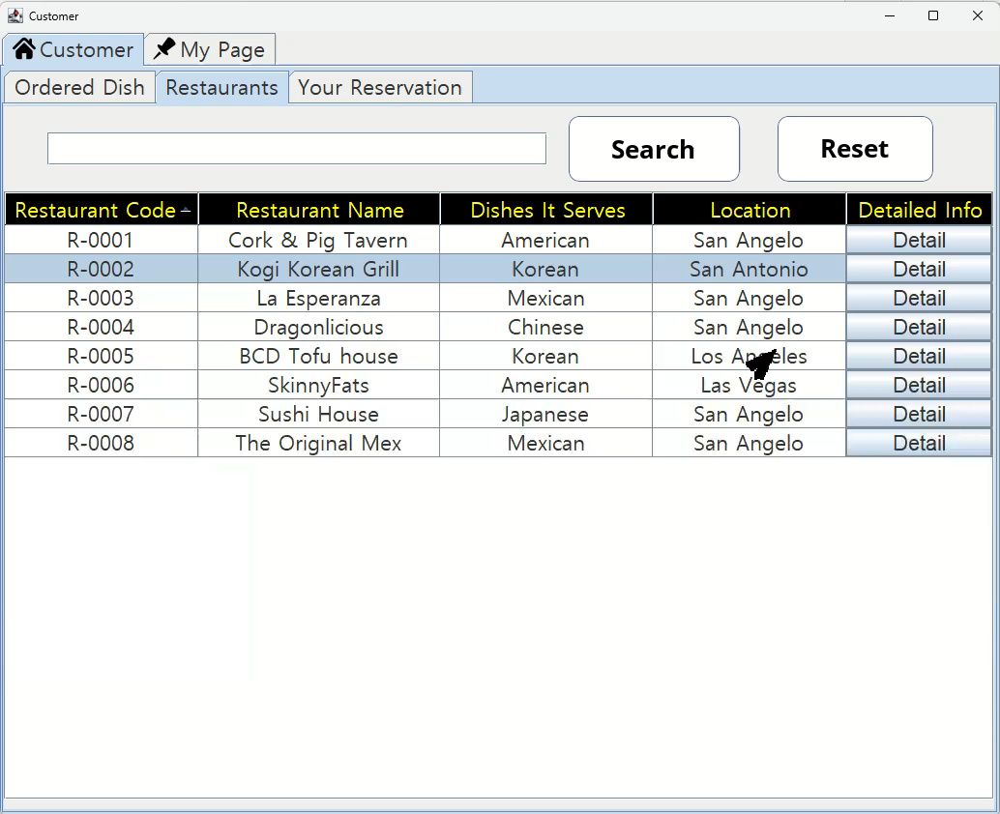 Customer
Customer My Page
Ordered Dish Restaurants Your Reservation
Search Reset
Restaurant Code Restaurant Name Dishes It Serves Location Detailed Info
R-0001 Cork & Pig Tavern American San Angelo Detail
R-0002 Kogi Korean Grill Korean San Antonio Detail
R-0003 La Esperanza Mexican San Angelo Detail
R-0004 Dragonlicious Chinese San Angelo Detail
R-0005 BCD Tofu house Korean Los Angeles Detail
R-0006 SkinnyFats American Las Vegas Detail
R-0007 Sushi House Japanese San Angelo Detail
R-0008 The Original Mex Mexican San Angelo Detail